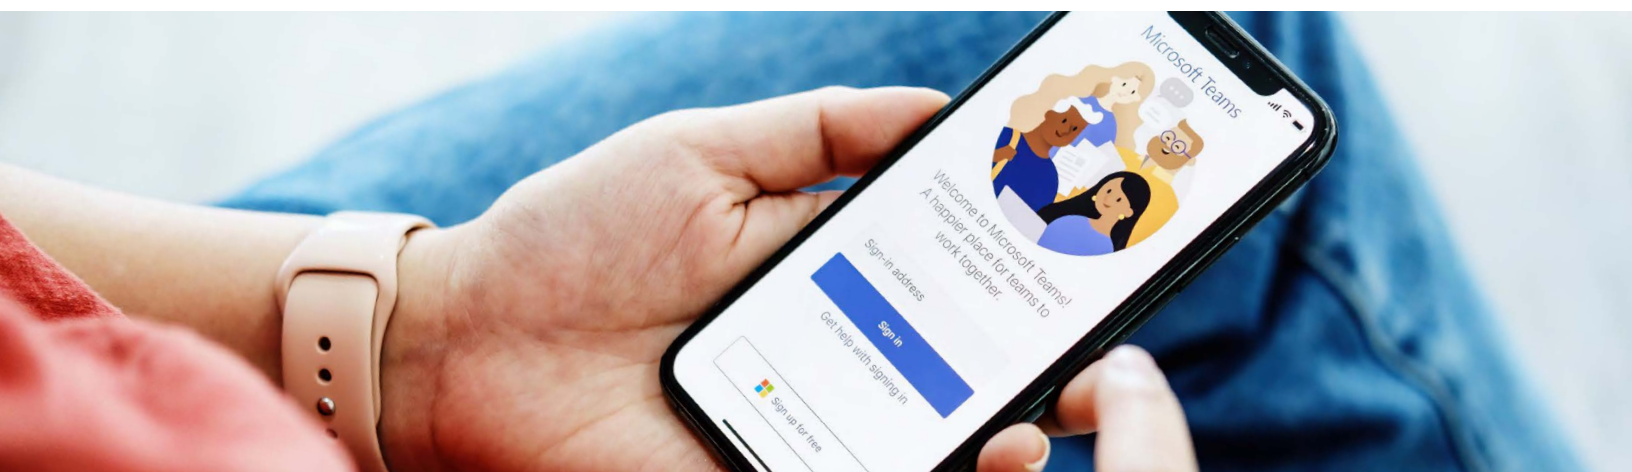 Microsoft Teams
Welcome to Microsoft Teams!
A happier place for teams to
work together.
Sign-in address
Sign in
Get help with signing in
Sign up for free